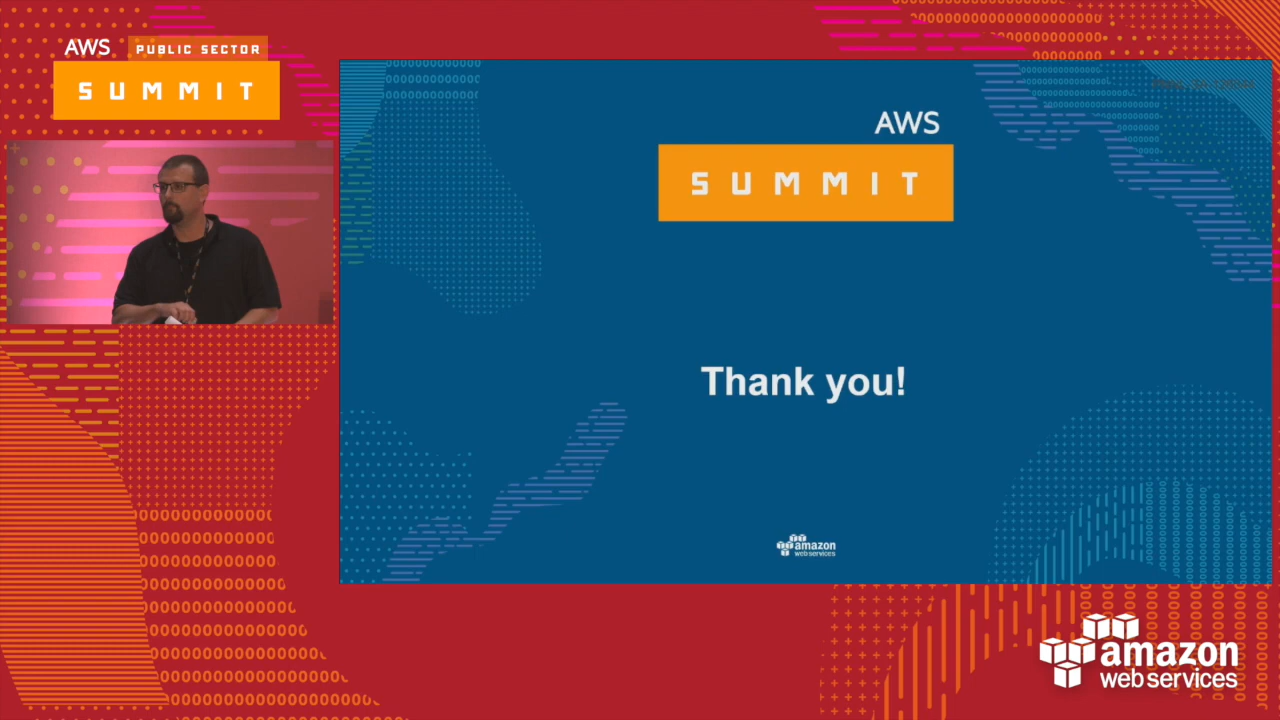 AWS PUBLIC SECTOR
SUMMIT
AWS
SUMMIT
Thank you!
amazon
web services
amazon
web services